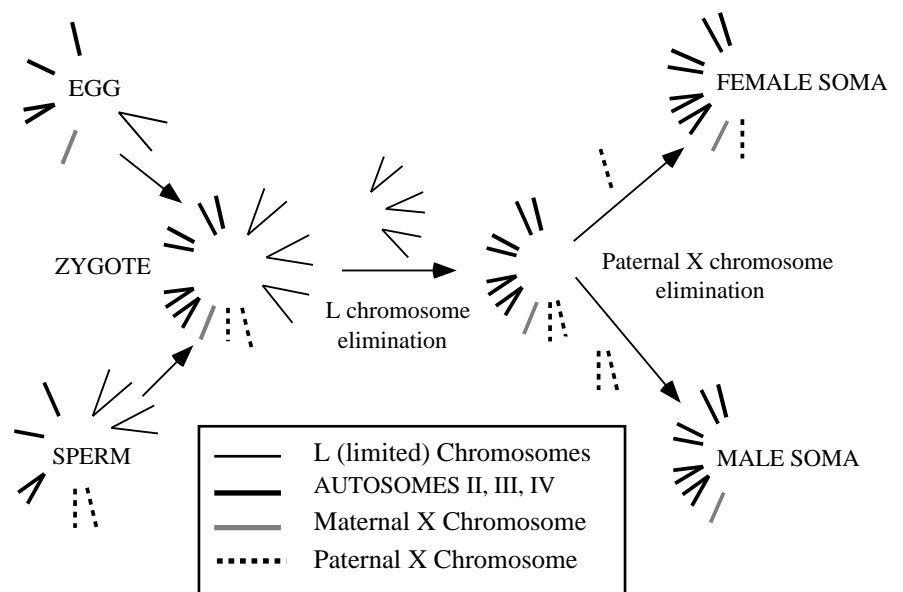 EGG
FEMALE SOMA
ZYGOTE
L chromosome
elimination
Paternal X chromosome
elimination
SPERM
MALE SOMA
L (limited) Chromosomes
AUTOSOMES II, III, IV
Maternal X Chromosome
Paternal X Chromosome